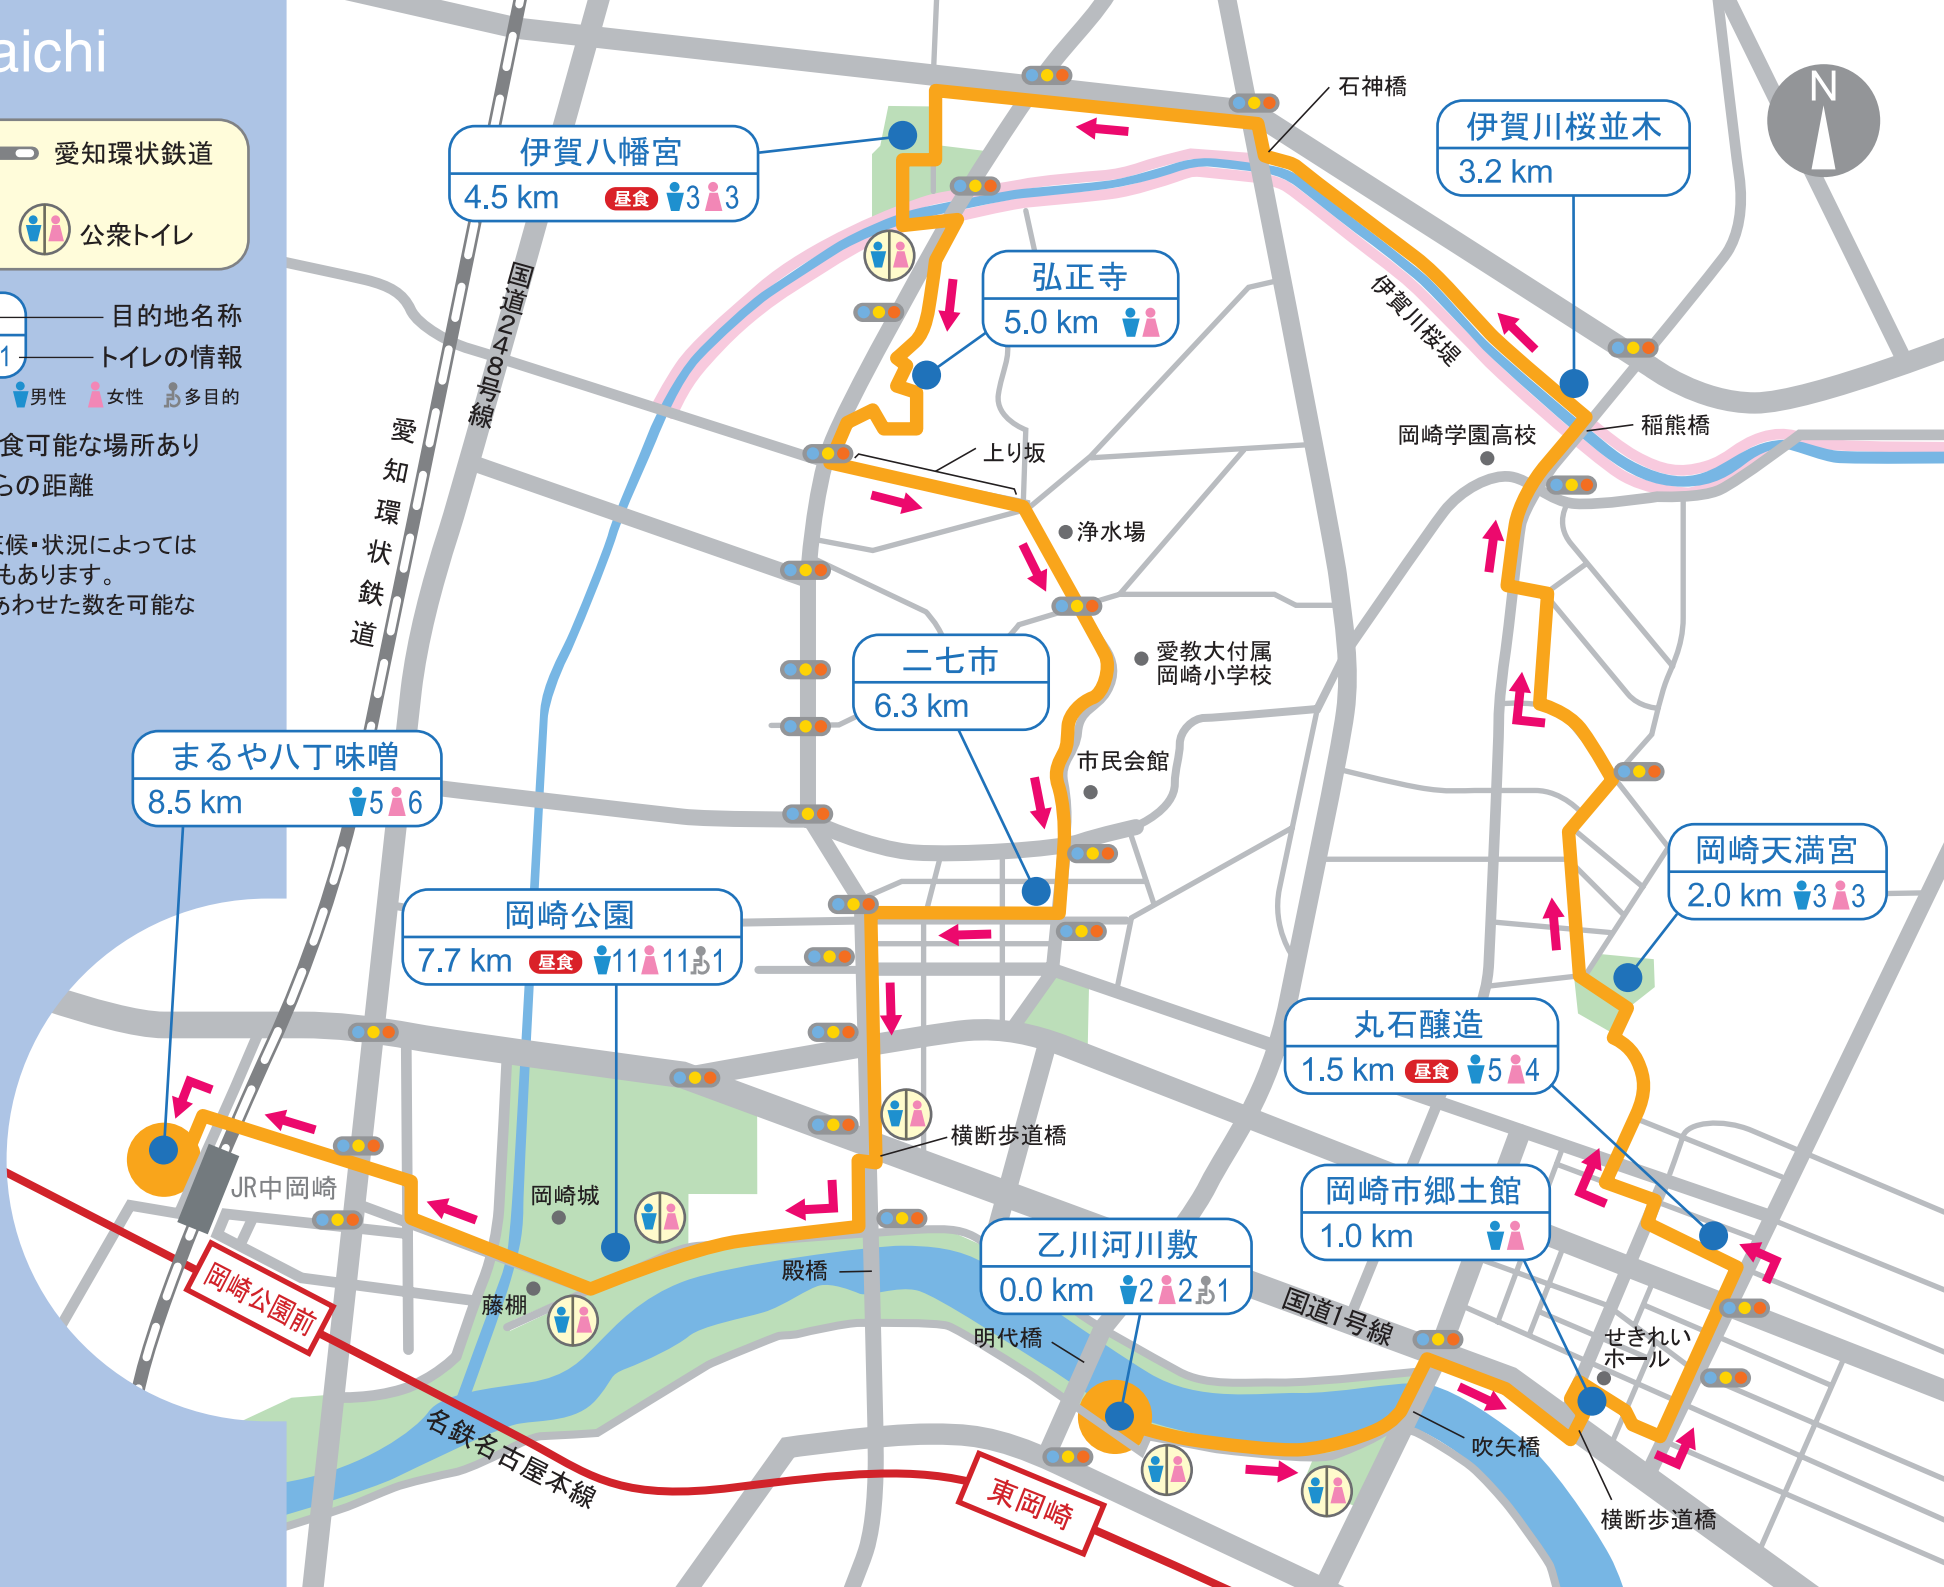 aichi
愛知環状鉄道
公衆トイレ
目的地名称
1
トイレの情報
男性 女性 多目的
食可能な場所あり
らの距離
天候・状況によっては
もあります。
あわせた数を可能な
N
石神橋
伊賀川桜並木
3.2 km
伊賀八幡宮
4.5 km 昼食 3 3
弘正寺
5.0 km
国道248号線
伊賀川桜堤
愛知環状鉄道
岡崎学園高校
稲熊橋
上り坂
浄水場
愛教大付属
岡崎小学校
二七市
6.3 km
市民会館
まるや八丁味噌
8.5 km 5 6
岡崎天満宮
2.0 km 3 3
岡崎公園
7.7 km 昼食 11 11 1
丸石醸造
1.5 km 昼食 5 4
横断歩道橋
JR中岡崎
岡崎城
岡崎市郷土館
1.0 km
乙川河川敷
0.0 km 2 2 1
殿橋
岡崎公園前
藤棚
国道1号線
明代橋
せきれい
ホール
名鉄名古屋本線
吹矢橋
東岡崎
横断歩道橋